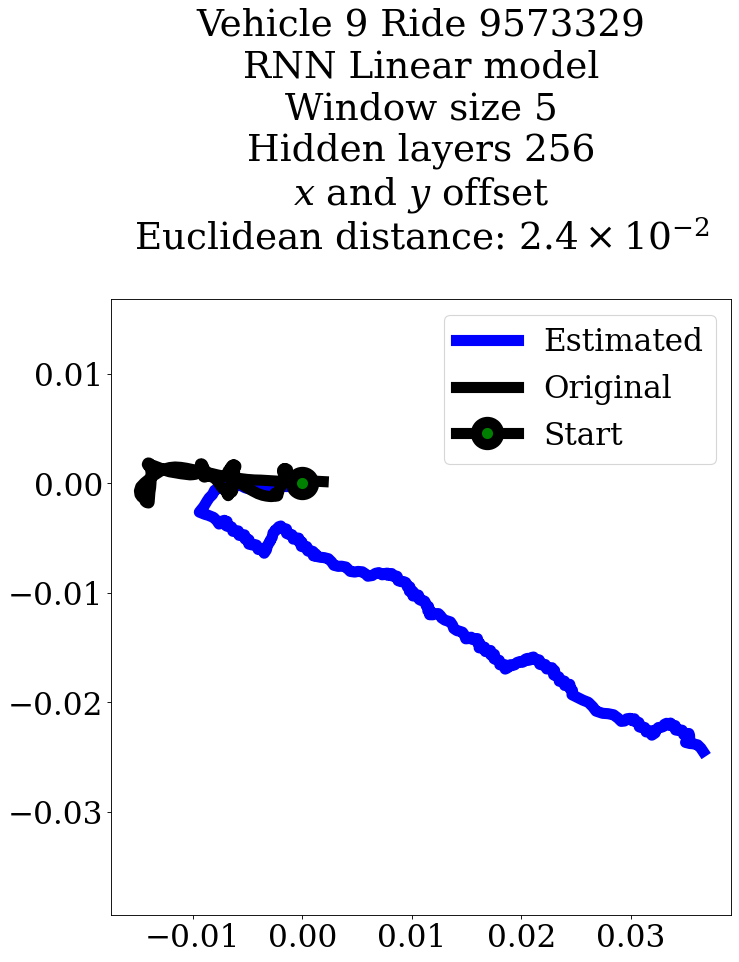 Vehicle 9 Ride 9573329
RNN Linear model
Window size 5
Hidden layers 256
x and y offset
Euclidean distance: 2.4 × 10⁻²
Estimated
Original
Start
0.01
0.00
−0.01
−0.02
−0.03
−0.01 0.00 0.01 0.02 0.03